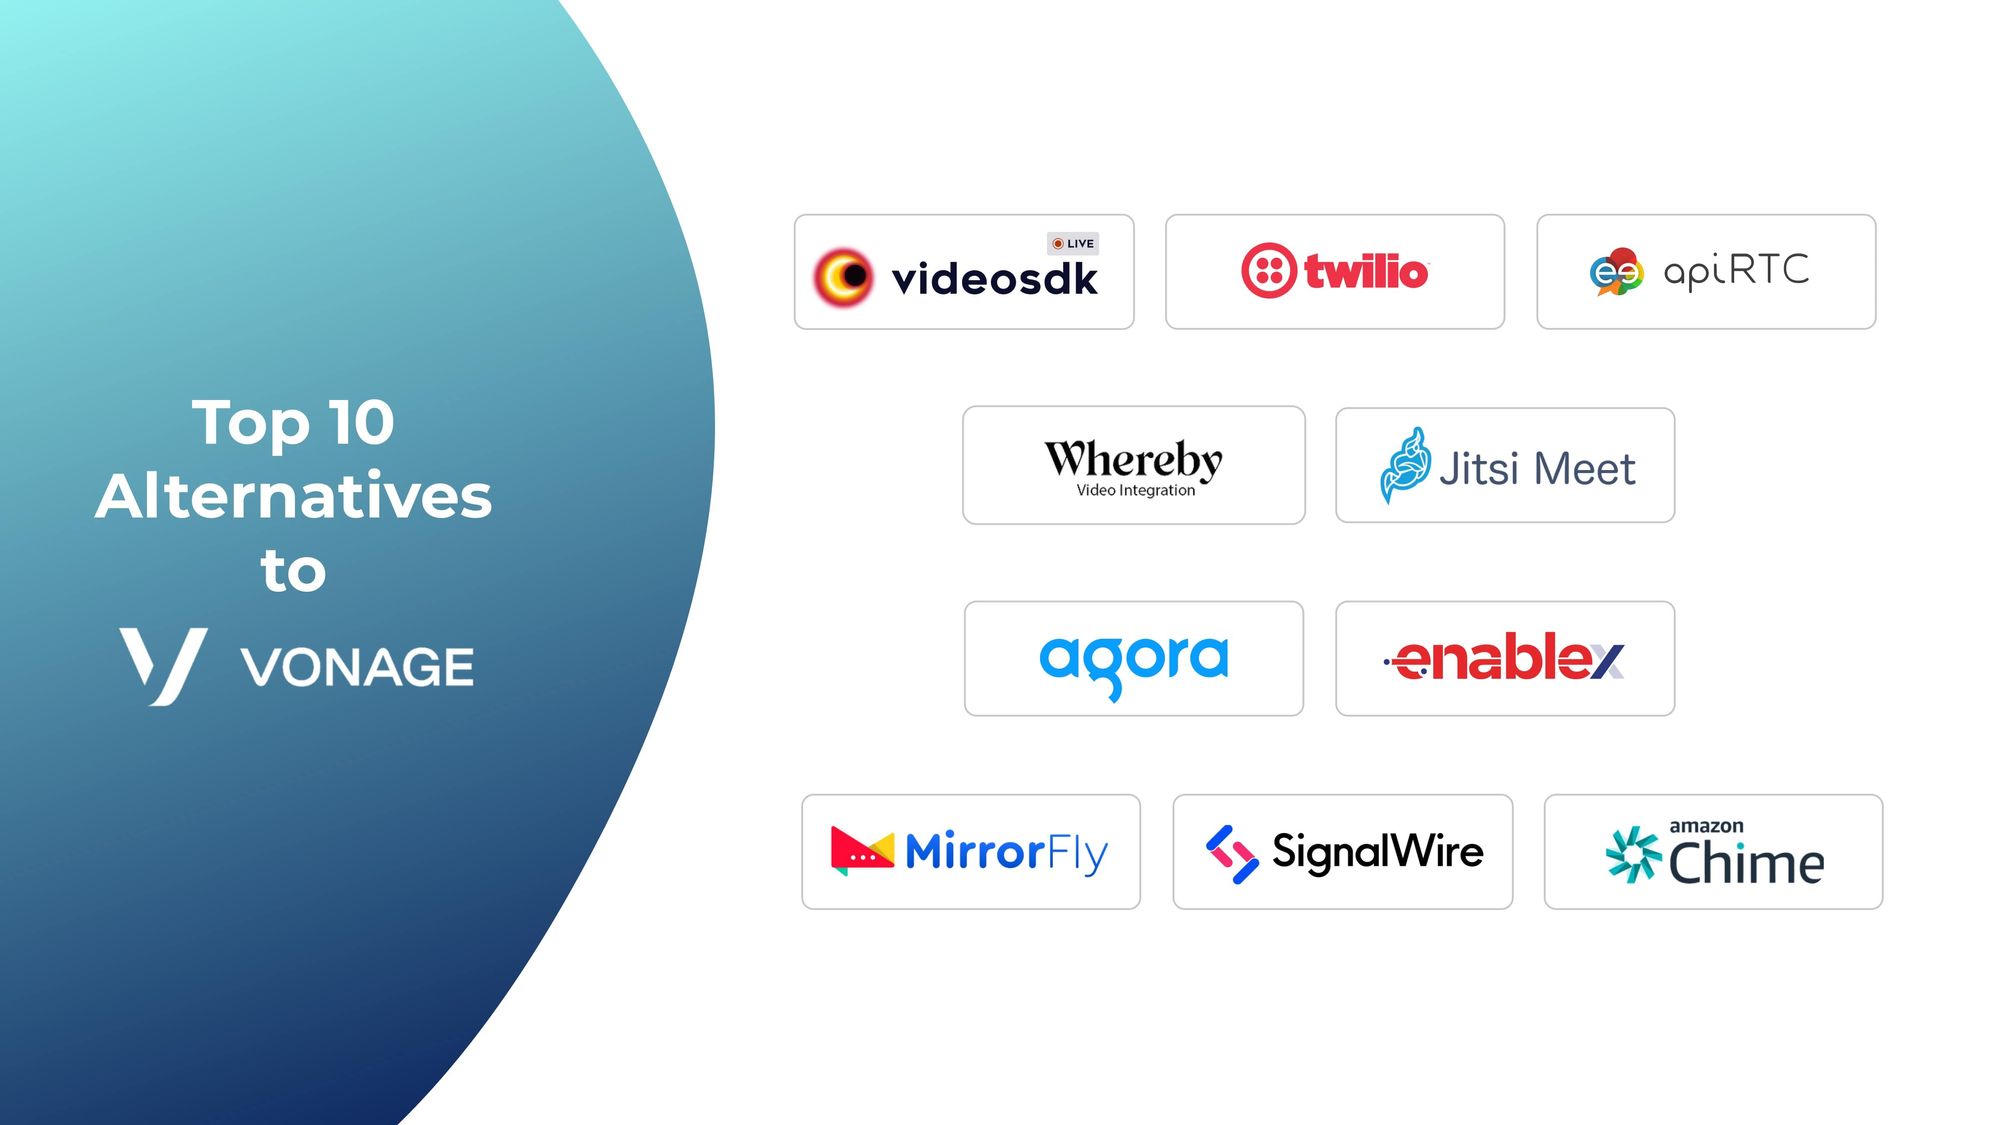 Top 10
Alternatives
to
VONAGE
LIVE
videosdk
twilio
apiRTC
Whereby
Video Integration
Jitsi Meet
agora
enablex
MirrorFly
SignalWire
amazon
Chime